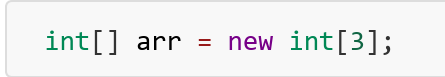 int[] arr = new int[3];